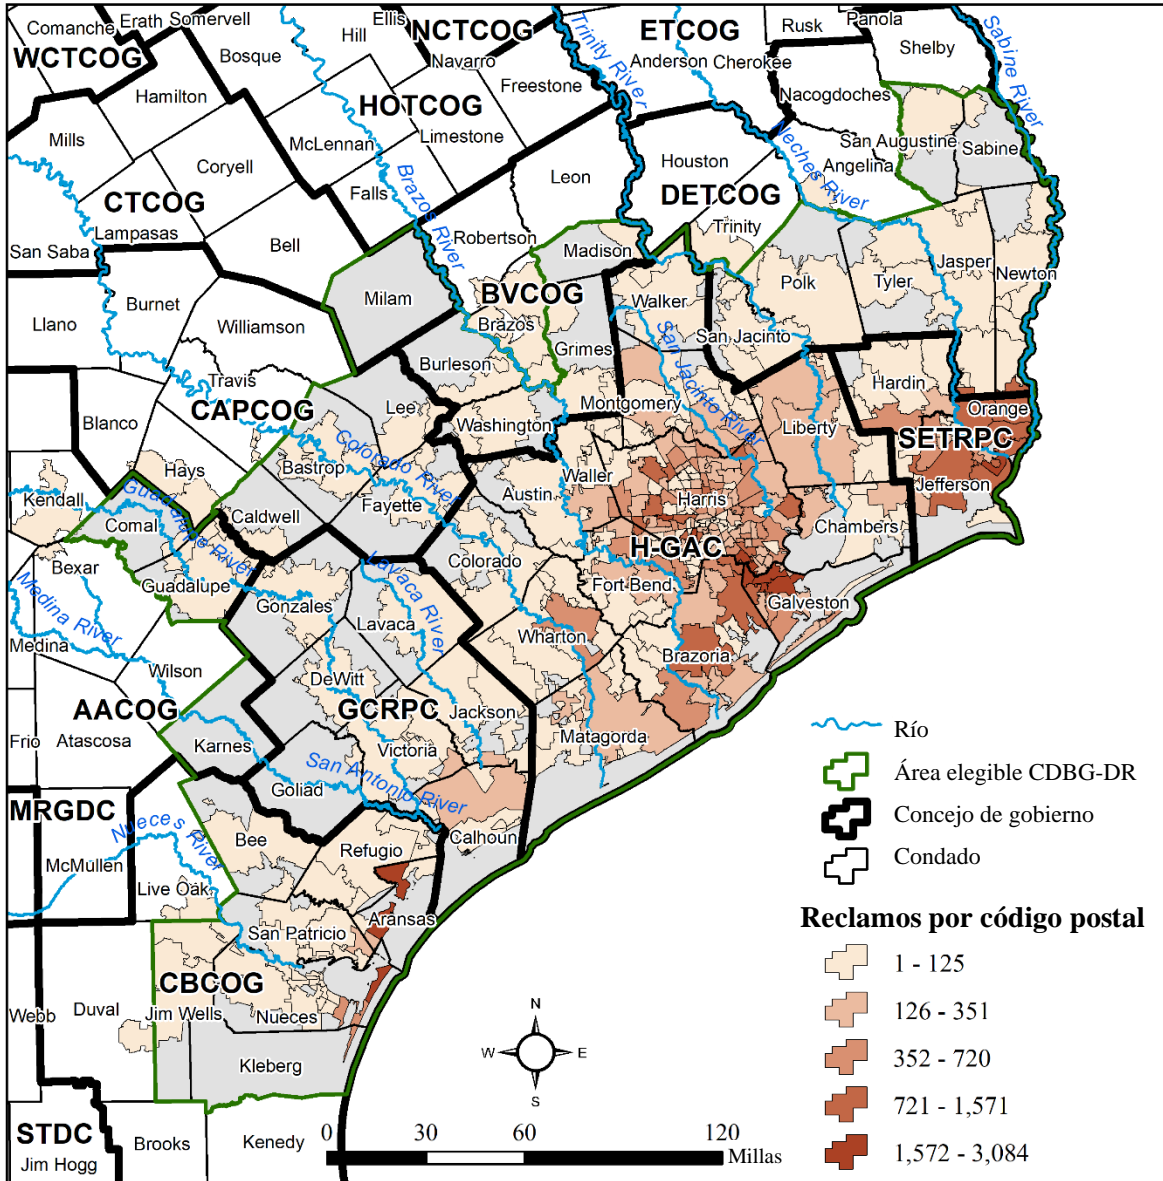 Comanche
Erath
Somervell
Ellis
Hill
NCTCOG
ETCOG
Rusk
Panola
WCTCOG
Bosque
Navarro
Trinity River
Anderson
Cherokee
Shelby
Sabine River
Hamilton
HOTCOG
Freestone
Nacogdoches
Mills
McLennan
Limestone
Neches River
San Augustine
Coryell
Houston
Angelina
Sabine
CTCOG
Falls
Brazos River
Leon
DETCOG
Lampasas
Bell
Robertson
Trinity
San Saba
Madison
Jasper
Milam
Burnet
BVCOG
Walker
Polk
Tyler
Newton
Llano
Williamson
Brazos
San Jacinto River
San Jacinto
Burleson
Grimes
Travis
Hardin
Blanco
CAPCOG
Lee
Washington
Montgomery
Liberty
Orange
Colorado River
SETRPC
Hays
Bastrop
Waller
Jefferson
Kendall
Guadalupe River
Fayette
Austin
Harris
Comal
Caldwell
Chambers
Bexar
H-GAC
Medina River
Guadalupe
Lavaca River
Colorado
Fort Bend
Gonzales
Lavaca
Galveston
Medina
Wharton
Wilson
DeWitt
Brazoria
AACOG
GCRPC
Jackson
Frio
Atascosa
Karnes
Victoria
Matagorda
San Antonio River
Goliad
MRGDC
Nueces River
Bee
Refugio
Calhoun
McMullen
Live Oak
Aransas
San Patricio
CBCOG
Webb
Duval
Jim Wells
Nueces
Kleberg
STDC
Jim Hogg
Brooks
Kenedy
N
W
E
S
0
30
60
120
Millas
Río
Área elegible CDBG-DR
Concejo de gobierno
Condado
Reclamos por código postal
1 - 125
126 - 351
352 - 720
721 - 1,571
1,572 - 3,084